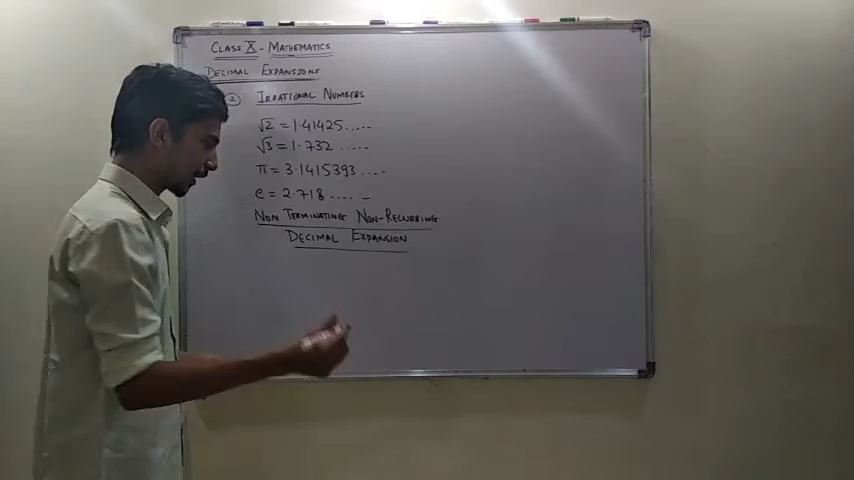 CLASS X - MATHEMATICS
DECIMAL EXPANSIONS
② IRRATIONAL NUMBERS
√2 = 1.41425.....
√3 = 1.732 .....
π = 3.1415393....
e = 2.718 .... _
NON TERMINATING NON-RECURRING
DECIMAL EXPANSION